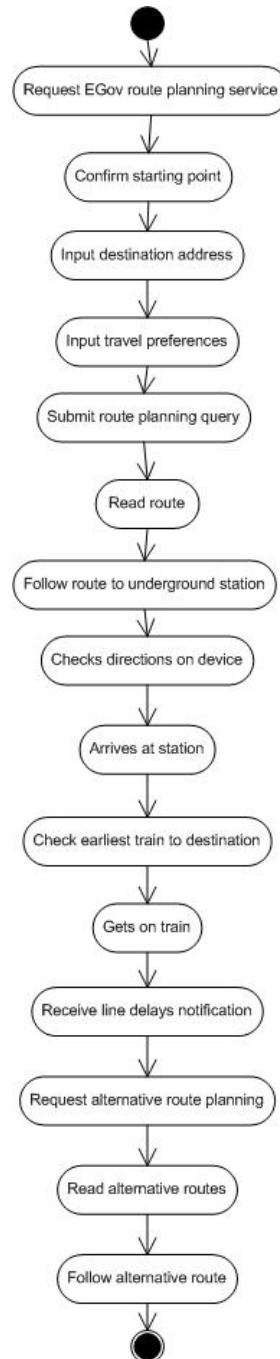 Request EGov route planning service
Confirm starting point
Input destination address
Input travel preferences
Submit route planning query
Read route
Follow route to underground station
Checks directions on device
Arrives at station
Check earliest train to destination
Gets on train
Receive line delays notification
Request alternative route planning
Read alternative routes
Follow alternative route